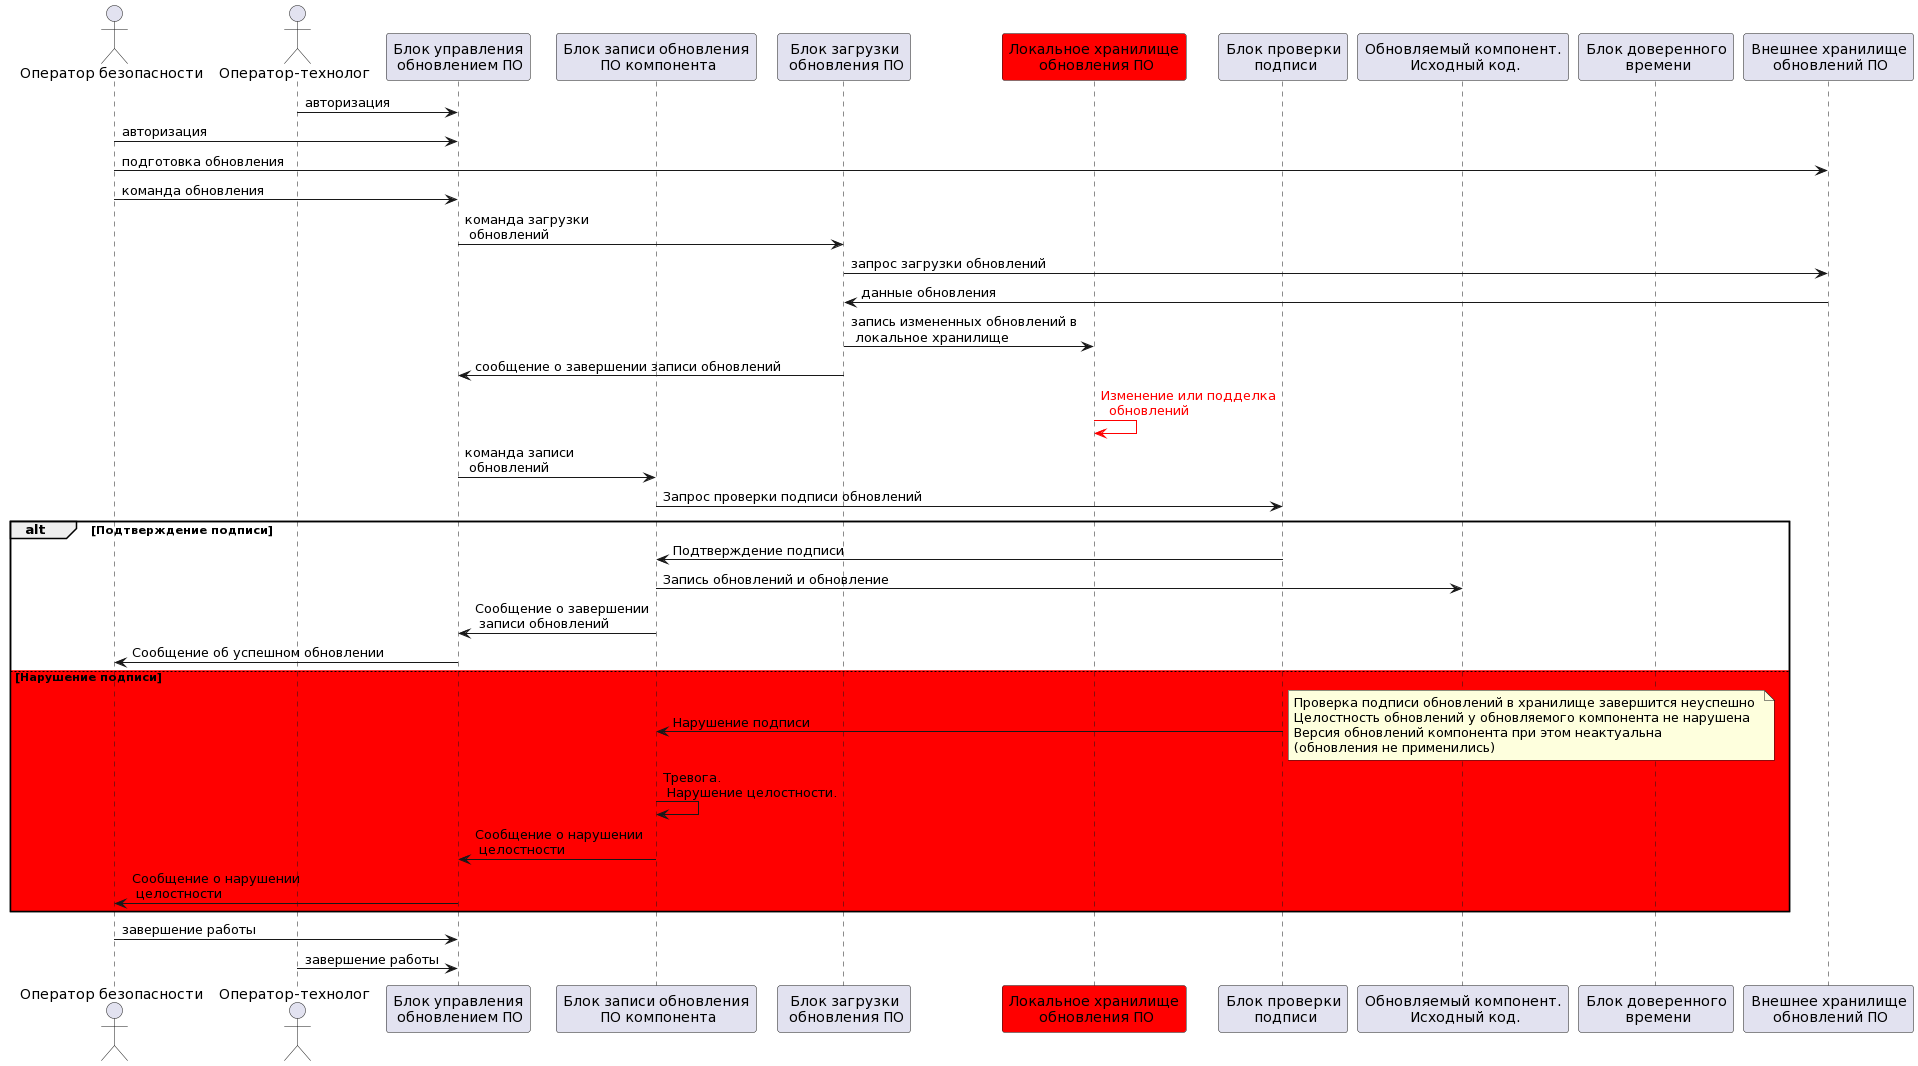 Оператор безопасности
Оператор-технолог
Блок управления
обновлением ПО
Блок записи обновления
ПО компонента
Блок загрузки
обновления ПО
Локальное хранилище
обновления ПО
Блок проверки
подписи
Обновляемый компонент.
Исходный код.
Блок доверенного
времени
Внешнее хранилище
обновлений ПО
авторизация
авторизация
подготовка обновления
команда обновления
команда загрузки
обновлений
запрос загрузки обновлений
данные обновления
запись измененных обновлений в
локальное хранилище
сообщение о завершении записи обновлений
Изменение или подделка
обновлений
команда записи
обновлений
Запрос проверки подписи обновлений
alt [Подтверждение подписи]
Подтверждение подписи
Запись обновлений и обновление
Сообщение о завершении
записи обновлений
Сообщение об успешном обновлении
[Нарушение подписи]
Нарушение подписи
Проверка подписи обновлений в хранилище завершится неуспешно
Целостность обновлений у обновляемого компонента не нарушена
Версия обновлений компонента при этом неактуальна
(обновления не применились)
Тревога.
Нарушение целостности.
Сообщение о нарушении
целостности
Сообщение о нарушении
целостности
завершение работы
завершение работы
Оператор безопасности
Оператор-технолог
Блок управления
обновлением ПО
Блок записи обновления
ПО компонента
Блок загрузки
обновления ПО
Локальное хранилище
обновления ПО
Блок проверки
подписи
Обновляемый компонент.
Исходный код.
Блок доверенного
времени
Внешнее хранилище
обновлений ПО